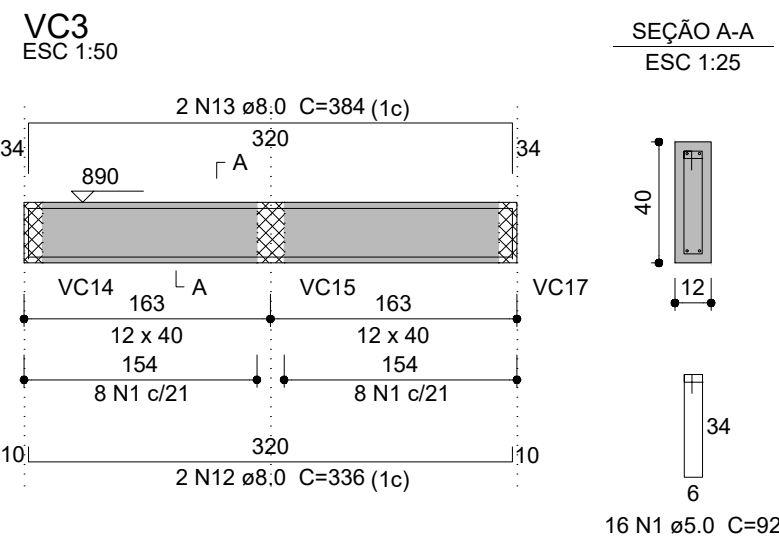 VC3
ESC 1:50
SEÇÃO A-A
ESC 1:25
2 N13 ø8.0 C=384 (1c)
34
320
34
A
890
40
VC14
A
VC15
VC17
12
163
163
12 x 40
12 x 40
154
154
8 N1 c/21
8 N1 c/21
34
10
320
10
2 N12 ø8.0 C=336 (1c)
6
16 N1 ø5.0 C=92